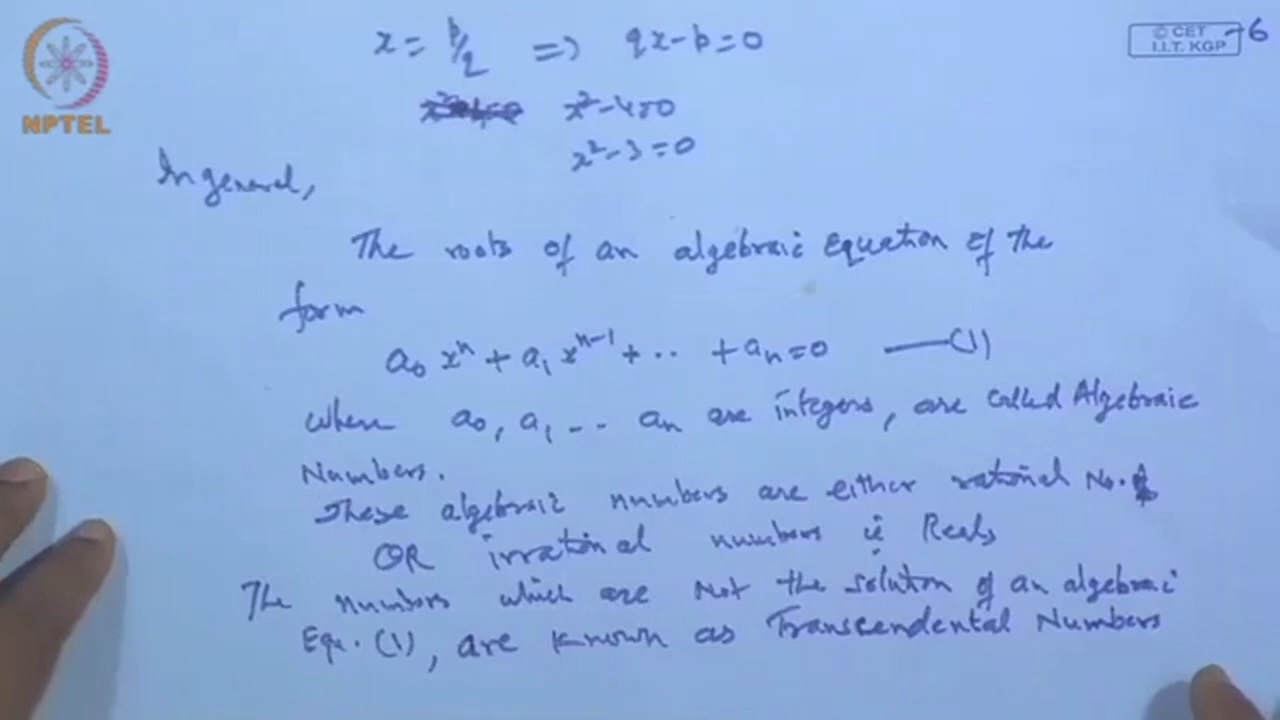 x = p/q => qx - p = 0
© CET
I.I.T. KGP
-6
NPTEL
x² - 4 = 0
x² - 3 = 0
In general,
The roots of an algebraic equation of the
form
a₀ xⁿ + a₁ xⁿ⁻¹ + .. + aₙ = 0 —(1)
where a₀, a₁ -- aₙ are integers, are called Algebraic
Numbers.
These algebraic numbers are either rational No.
OR irrational numbers ie Reals
The numbers which are Not the solution of an algebraic
Equ. (1), are known as Transcendental Numbers